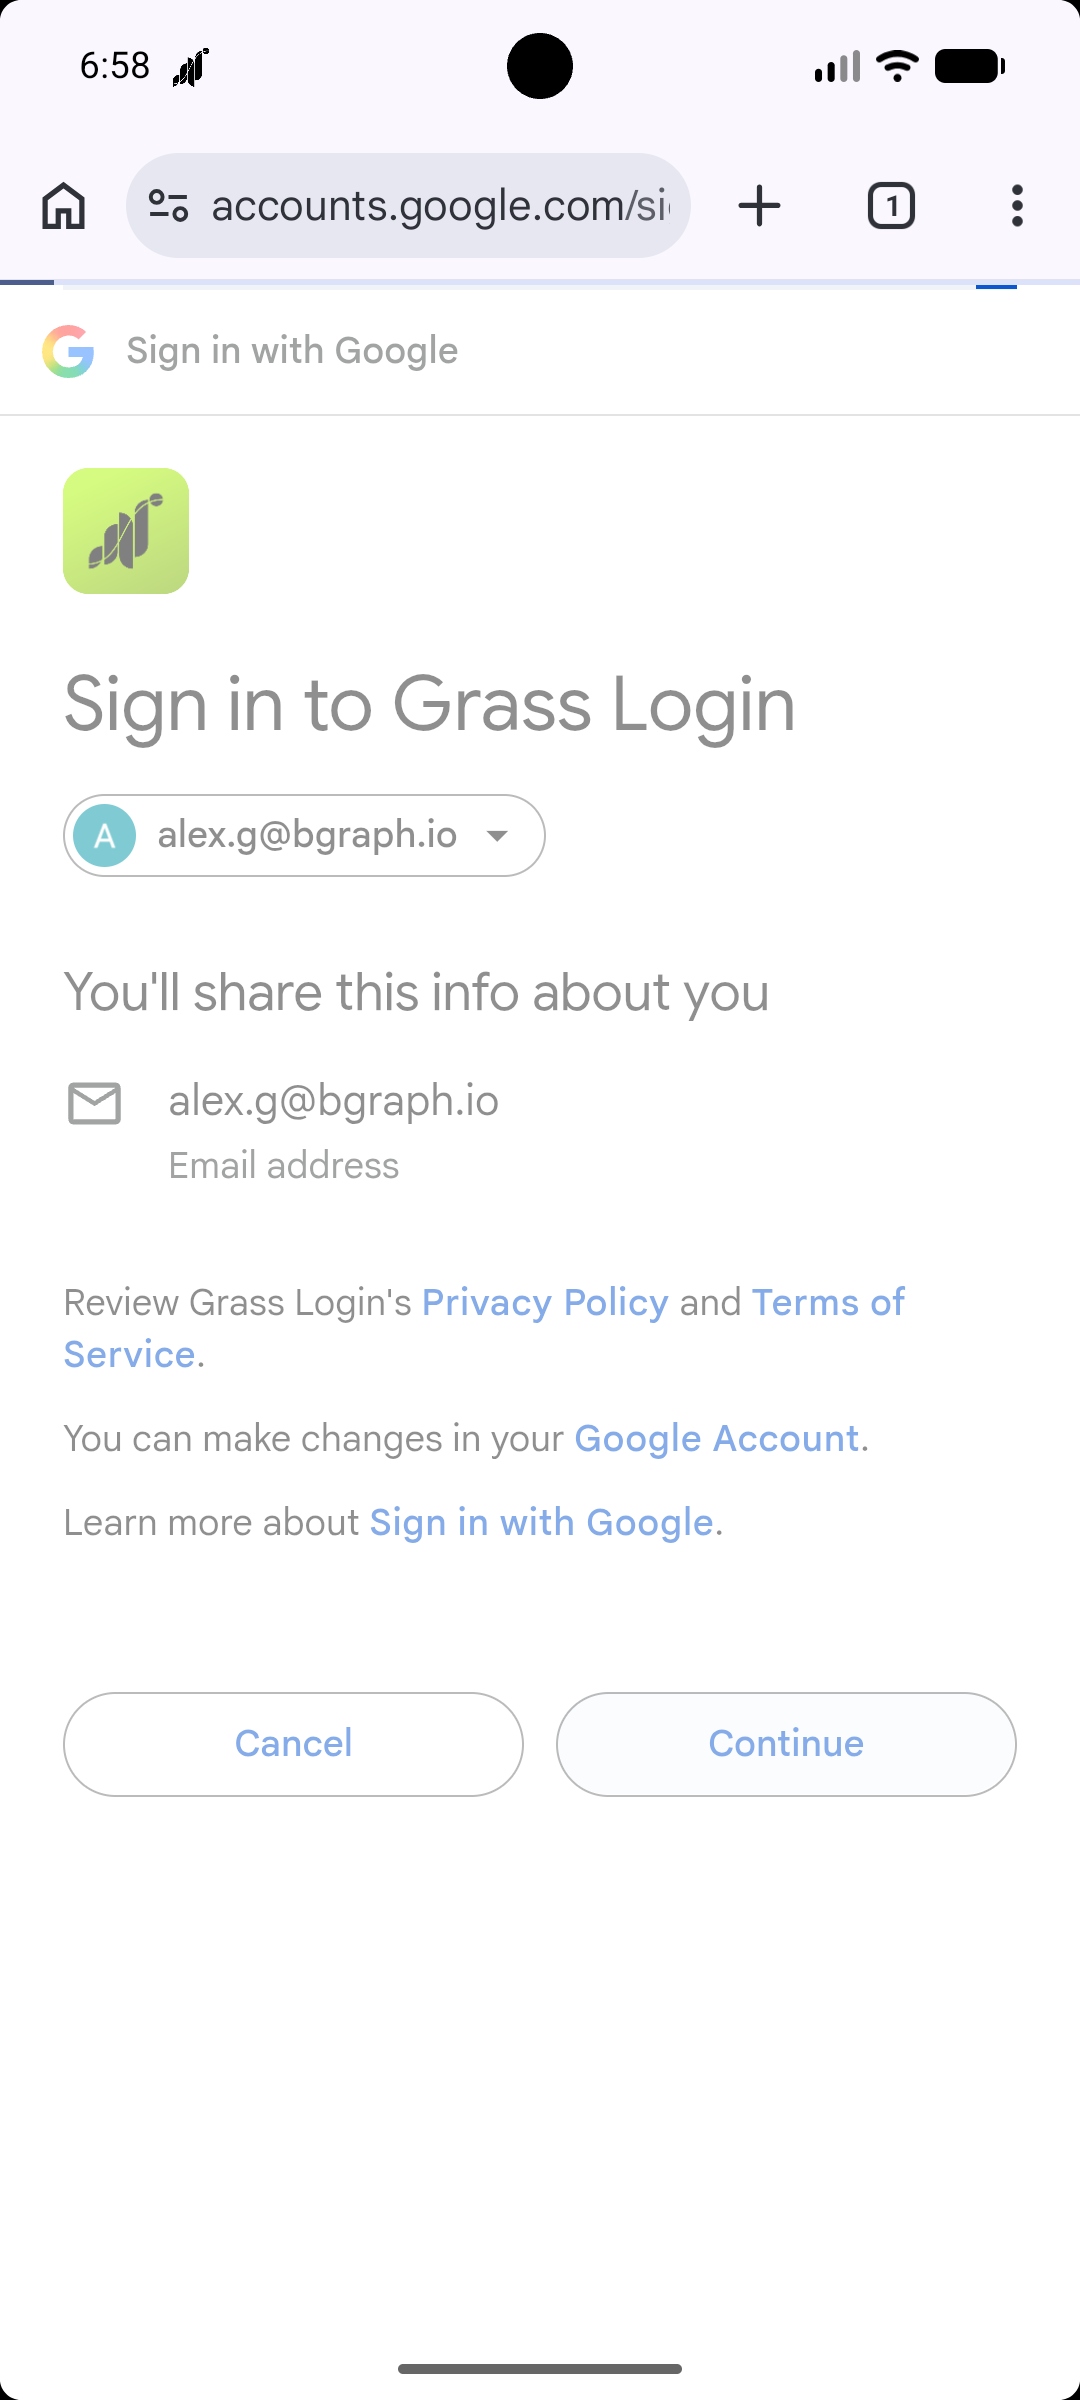 6:58
accounts.google.com/si
1
Sign in with Google
Sign in to Grass Login
A alex.g@bgraph.io
You'll share this info about you
alex.g@bgraph.io
Email address
Review Grass Login's Privacy Policy and Terms of
Service.
You can make changes in your Google Account.
Learn more about Sign in with Google.
Cancel Continue